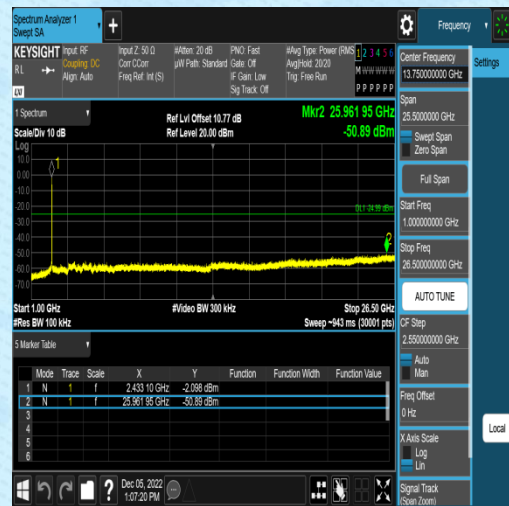 Spectrum Analyzer 1
Swept SA
Frequency
KEYSIGHT
RL
LXI
Input: RF
Coupling: DC
Align: Auto
Input Z: 50 Ω
Corr CCorr
Freq Ref: Int (S)
#Atten: 20 dB
µW Path: Standard
PNO: Fast
Gate: Off
IF Gain: Low
Sig Track: Off
#Avg Type: Power (RMS
Avg|Hold: 20/20
Trig: Free Run
1 2 3 4 5 6
M W W W W W
P P P P P P
1 Spectrum
Scale/Div 10 dB
Log
Ref Lvl Offset 10.77 dB
Ref Level 20.00 dBm
Mkr2 25.961 95 GHz
-50.89 dBm
10.0
0.00
-10.0
-20.0
-30.0
-40.0
-50.0
-60.0
-70.0
1
2
DL1 -24.99 dBm
Start 1.00 GHz
#Res BW 100 kHz
#Video BW 300 kHz
Stop 26.50 GHz
Sweep ~943 ms (30001 pts)
5 Marker Table
Mode Trace Scale X Y Function Function Width Function Value
1 N 1 f 2.433 10 GHz -2.098 dBm
2 N 1 f 25.961 95 GHz -50.89 dBm
3
4
5
6
Dec 05, 2022
1:07:20 PM
Center Frequency
13.750000000 GHz
Span
25.5000000 GHz
Swept Span
Zero Span
Full Span
Start Freq
1.000000000 GHz
Stop Freq
26.500000000 GHz
AUTO TUNE
CF Step
2.550000000 GHz
Auto
Man
Freq Offset
0 Hz
X Axis Scale
Log
Lin
Signal Track
(Span Zoom)
Settings
Local